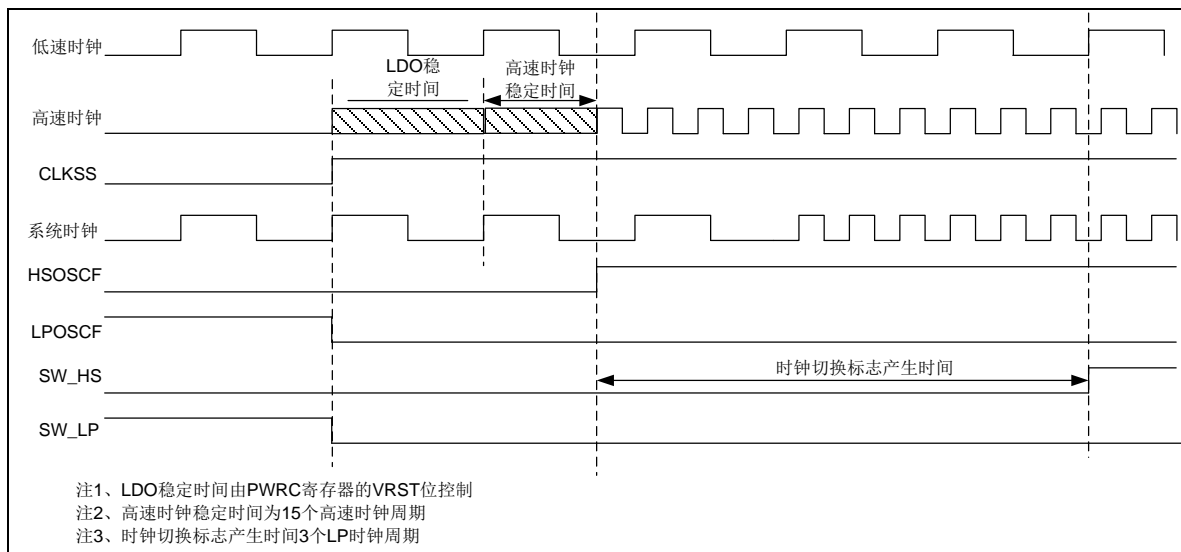 低速时钟
LDO稳
定时间
高速时钟
稳定时间
高速时钟
CLKSS
系统时钟
HSOSCF
LPOSCF
SW_HS
时钟切换标志产生时间
SW_LP
注1、LDO稳定时间由PWRC寄存器的VRST位控制
注2、高速时钟稳定时间为15个高速时钟周期
注3、时钟切换标志产生时间3个LP时钟周期